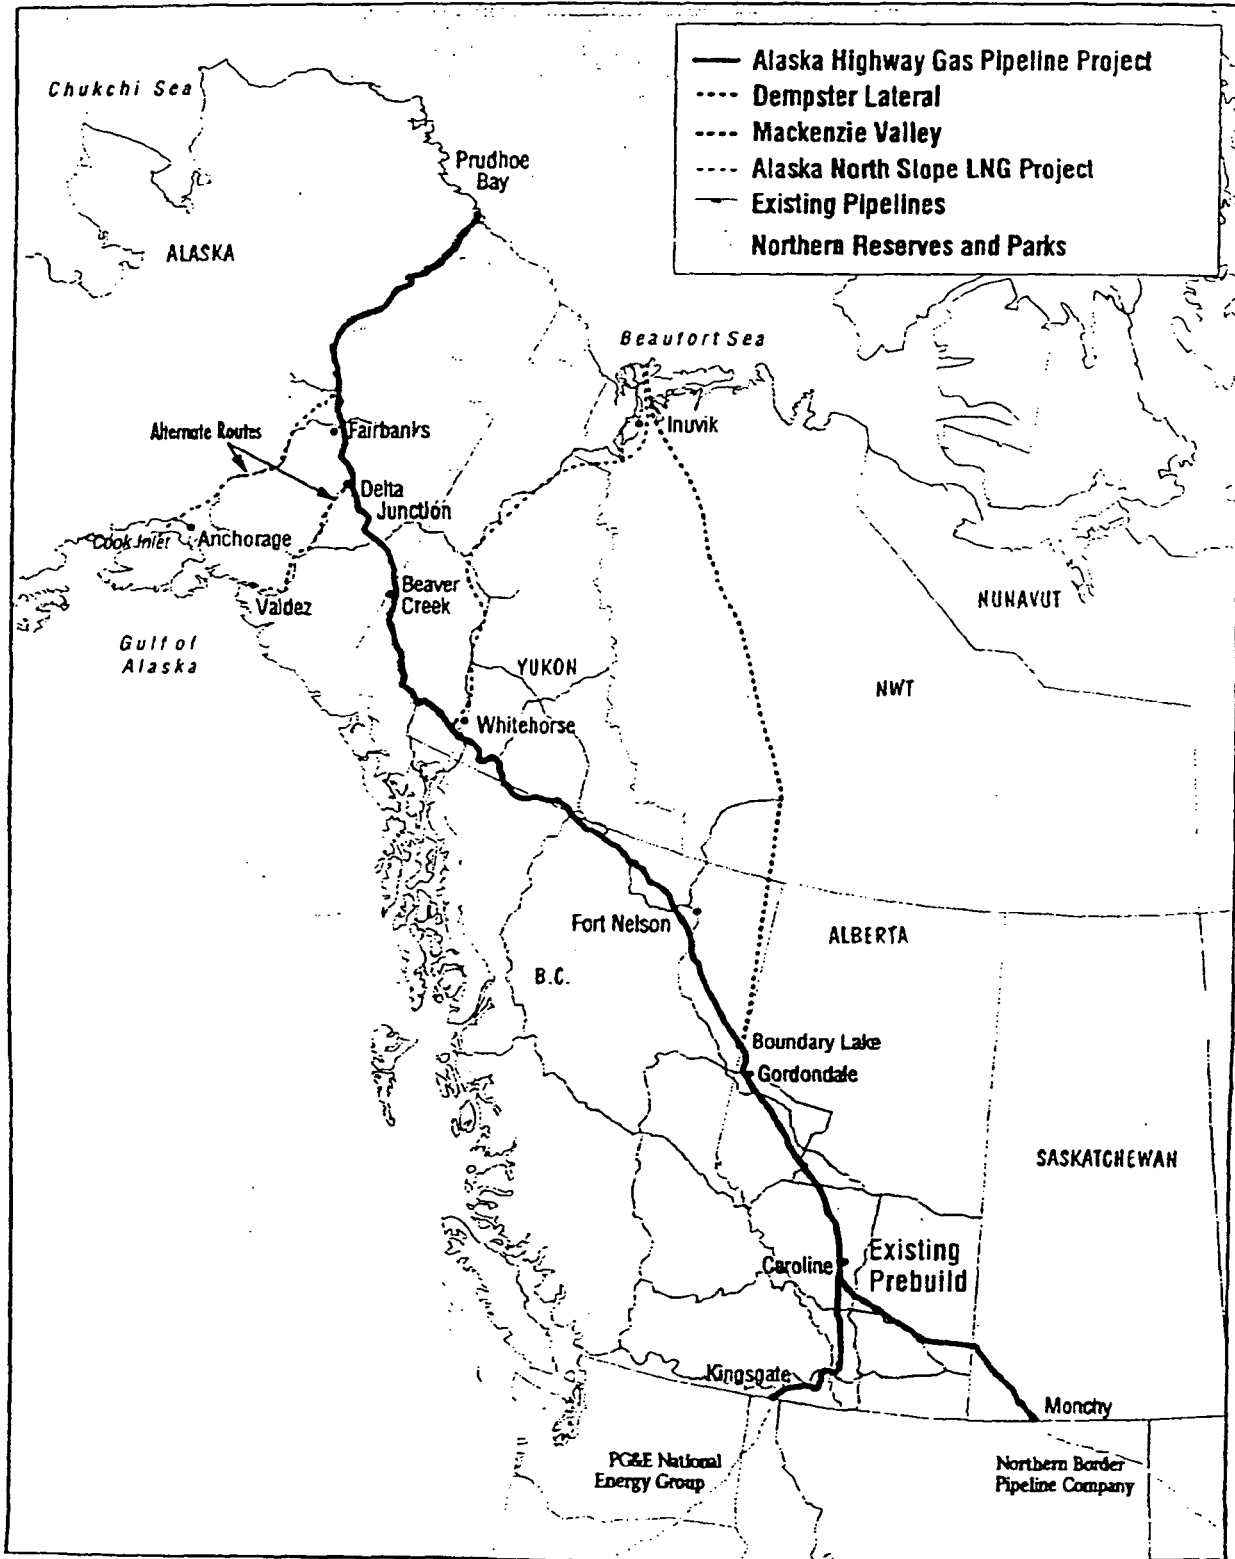 Alaska Highway Gas Pipeline Project
Dempster Lateral
Mackenzie Valley
Alaska North Slope LNG Project
Existing Pipelines
Northern Reserves and Parks
Chukchi Sea
Prudhoe
Bay
ALASKA
Beaufort Sea
Inuvik
Alternate Routes
Fairbanks
Delta
Junction
Cook Inlet
Anchorage
Valdez
Beaver
Creek
Gulf of
Alaska
NUNAVUT
YUKON
NWT
Whitehorse
Fort Nelson
ALBERTA
B.C.
Boundary Lake
Gordondale
SASKATCHEWAN
Caroline
Existing
Prebuild
Kingsgate
Monchy
PG&E National
Energy Group
Northern Border
Pipeline Company